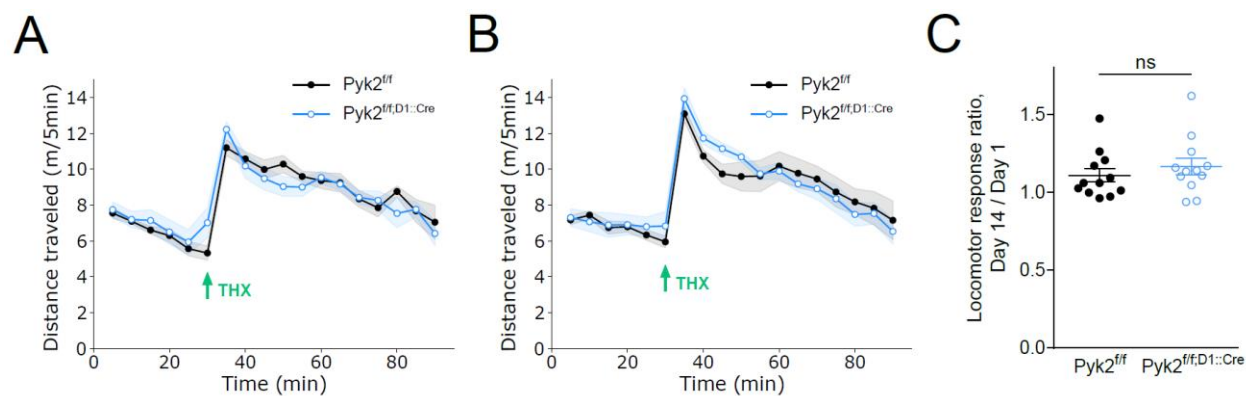 A
Distance traveled (m/5min)
14
12
10
8
6
4
2
0
0
20
40
60
80
Time (min)
Pyk2f/f
Pyk2f/f;D1::Cre
THX
B
Distance traveled (m/5min)
14
12
10
8
6
4
2
0
0
20
40
60
80
Time (min)
Pyk2f/f
Pyk2f/f;D1::Cre
THX
C
Locomotor response ratio,
Day 14 / Day 1
ns
1.5
1.0
0.5
0.0
Pyk2f/f
Pyk2f/f;D1::Cre